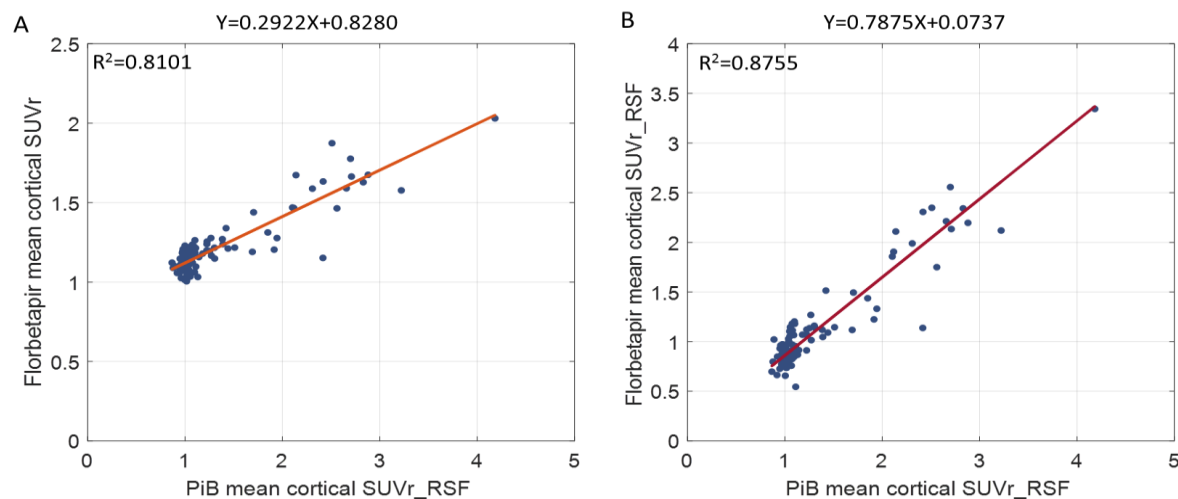 A
Y=0.2922X+0.8280
R²=0.8101
Florbetapir mean cortical SUVr
2.5
2
1.5
1
0.5
0
0 1 2 3 4 5
PiB mean cortical SUVr_RSF
B
Y=0.7875X+0.0737
R²=0.8755
Florbetapir mean cortical SUVr_RSF
4
3.5
3
2.5
2
1.5
1
0.5
0
0 1 2 3 4 5
PiB mean cortical SUVr_RSF